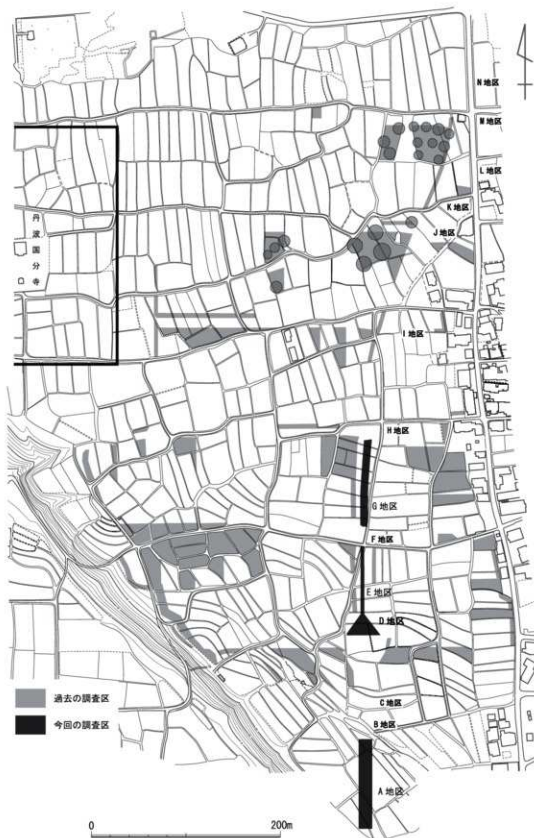 N地区
M地区
L地区
K地区
J地区
丹波国分寺
I地区
H地区
G地区
F地区
E地区
D地区
過去の調査区
今回の調査区
C地区
B地区
A地区
0 200m